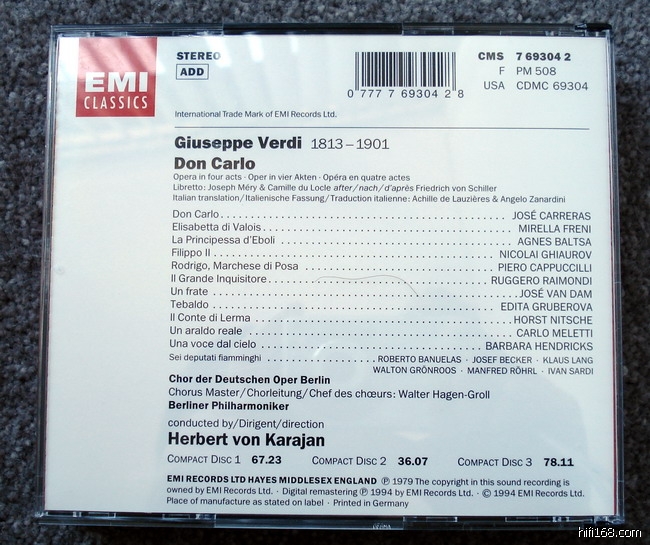 EMI
CLASSICS
STEREO
ADD
0 777 7 69304 2 8
CMS 7 69304 2
F PM 508
USA CDMC 69304
International Trade Mark of EMI Records Ltd.
Giuseppe Verdi 1813–1901
Don Carlo
Opera in four acts · Oper in vier Akten · Opéra en quatre actes
Libretto: Joseph Méry & Camille du Locle after/nach/d'après Friedrich von Schiller
Italian translation/Italienische Fassung/Traduction italienne: Achille de Lauzières & Angelo Zanardini
Don Carlo . . . . . JOSÉ CARRERAS
Elisabetta di Valois . . . . . MIRELLA FRENI
La Principessa d'Eboli . . . . . AGNES BALTSA
Filippo II . . . . . NICOLAI GHIAUROV
Rodrigo, Marchese di Posa . . . . . PIERO CAPPUCCILLI
Il Grande Inquisitore . . . . . RUGGERO RAIMONDI
Un frate . . . . . JOSÉ VAN DAM
Tebaldo . . . . . EDITA GRUBEROVA
Il Conte di Lerma . . . . . HORST NITSCHE
Un araldo reale . . . . . CARLO MELETTI
Una voce dal cielo . . . . . BARBARA HENDRICKS
Sei deputati fiamminghi . . . . . ROBERTO BANUELAS · JOSEF BECKER · KLAUS LANG
WALTON GRÖNROOS · MANFRED RÖHRL · IVAN SARDI
Chor der Deutschen Oper Berlin
Chorus Master/Chorleitung/Chef des chœurs: Walter Hagen-Groll
Berliner Philharmoniker
conducted by/Dirigent/direction
Herbert von Karajan
COMPACT DISC 1 67.23 COMPACT DISC 2 36.07 COMPACT DISC 3 78.11
EMI RECORDS LTD HAYES MIDDLESEX ENGLAND ℗ 1979 The copyright in this sound recording is
owned by EMI Records Ltd. · Digital remastering ℗ 1994 by EMI Records Ltd. · © 1994 EMI Records Ltd.
Place of manufacture as stated on label · Printed in Germany
hifi168.com